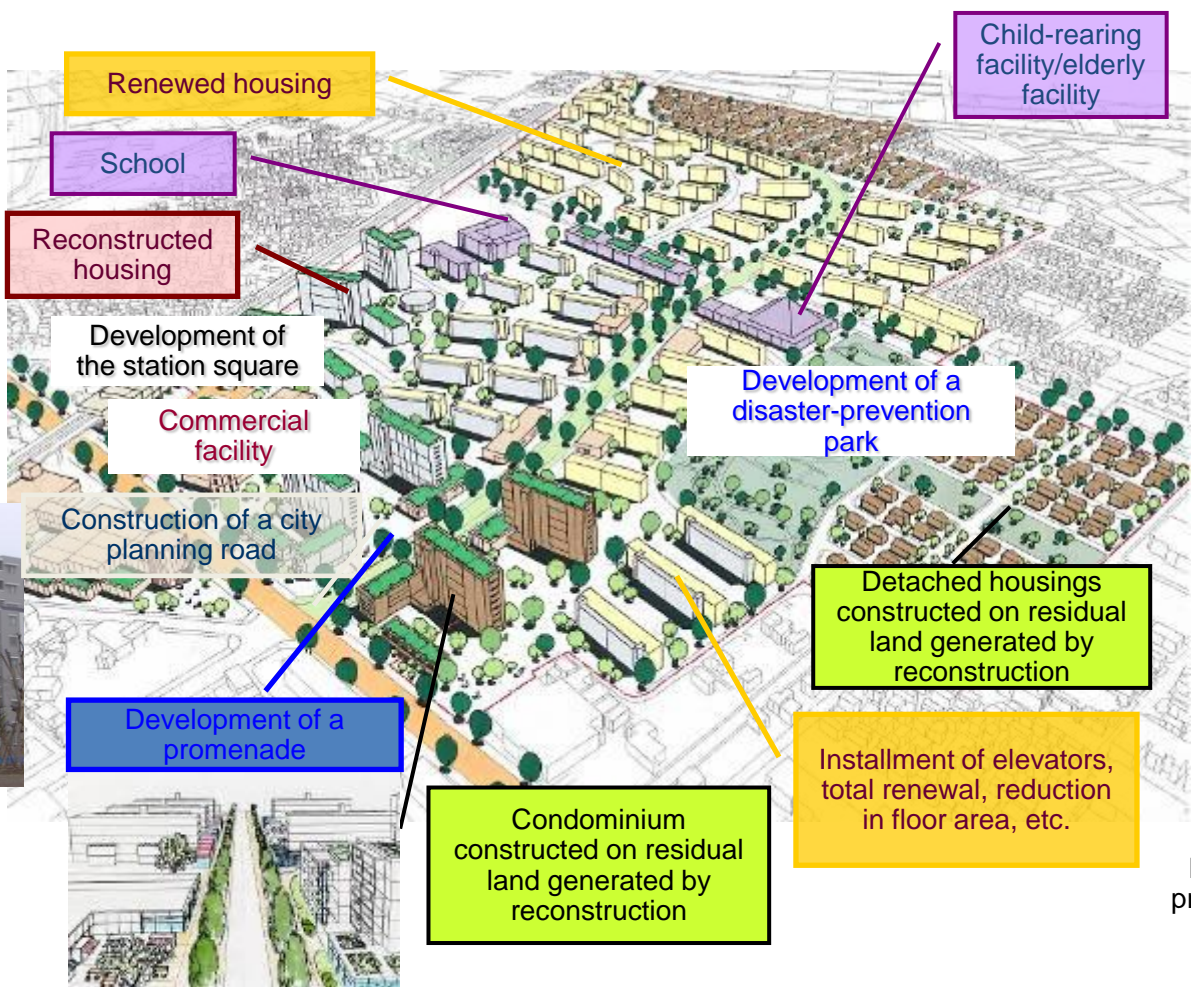 Child-rearing
facility/elderly
facility
Renewed housing
School
Reconstructed
housing
Development of
the station square
Commercial
facility
Development of a
disaster-prevention
park
Construction of a city
planning road
Detached housings
constructed on residual
land generated by
reconstruction
Development of a
promenade
Installment of elevators,
total renewal, reduction
in floor area, etc.
Condominium
constructed on residual
land generated by
reconstruction